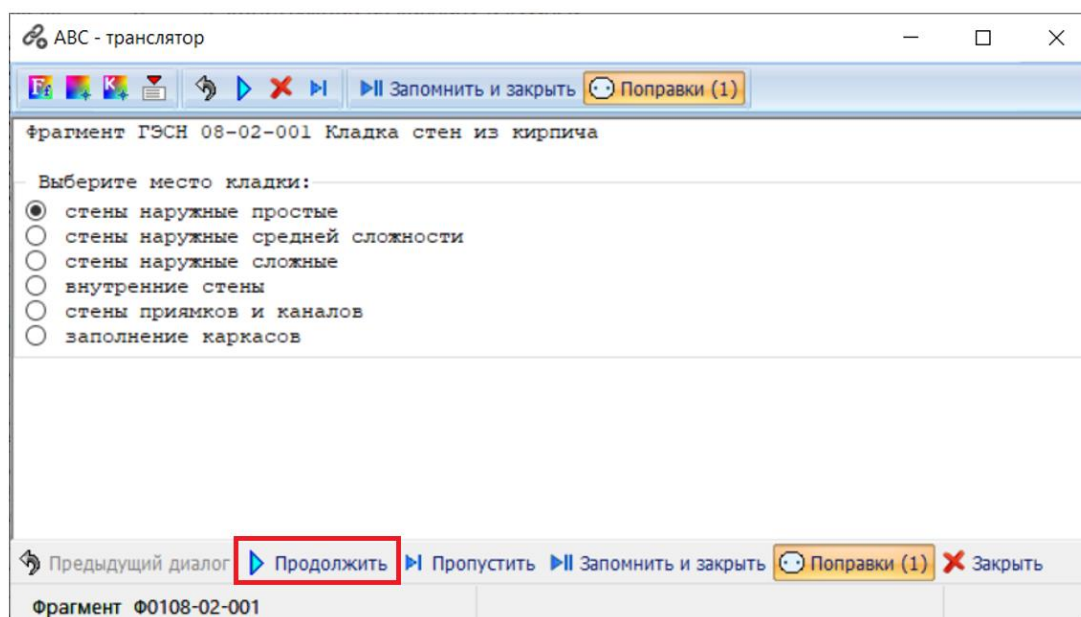 АВС - транслятор
Запомнить и закрыть Поправки (1)
Фрагмент ГЭСН 08-02-001 Кладка стен из кирпича
Выберите место кладки:
стены наружные простые
стены наружные средней сложности
стены наружные сложные
внутренние стены
стены приямков и каналов
заполнение каркасов
Предыдущий диалог Продолжить Пропустить Запомнить и закрыть Поправки (1) Закрыть
Фрагмент Ф0108-02-001